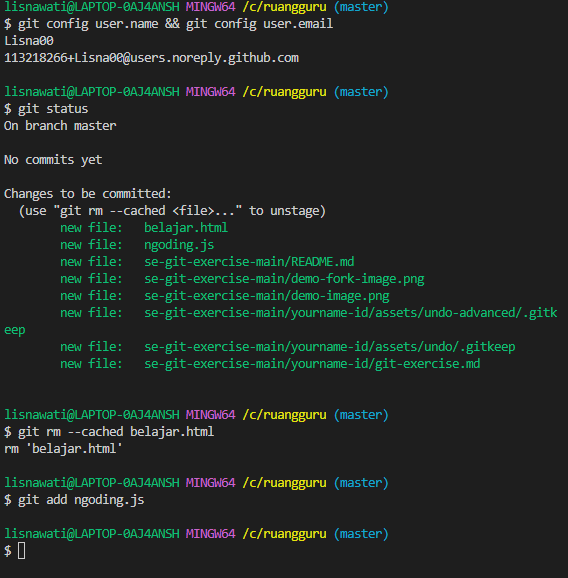 lisnawati@LAPTOP-0AJ4ANSH MINGW64 /c/ruangguru (master)
$ git config user.name && git config user.email
Lisna00
113218266+Lisna00@users.noreply.github.com
lisnawati@LAPTOP-0AJ4ANSH MINGW64 /c/ruangguru (master)
$ git status
On branch master
No commits yet
Changes to be committed:
  (use "git rm --cached <file>..." to unstage)
        new file:   belajar.html
        new file:   ngoding.js
        new file:   se-git-exercise-main/README.md
        new file:   se-git-exercise-main/demo-fork-image.png
        new file:   se-git-exercise-main/demo-image.png
        new file:   se-git-exercise-main/yourname-id/assets/undo-advanced/.gitk
eep
        new file:   se-git-exercise-main/yourname-id/assets/undo/.gitkeep
        new file:   se-git-exercise-main/yourname-id/git-exercise.md
lisnawati@LAPTOP-0AJ4ANSH MINGW64 /c/ruangguru (master)
$ git rm --cached belajar.html
rm 'belajar.html'
lisnawati@LAPTOP-0AJ4ANSH MINGW64 /c/ruangguru (master)
$ git add ngoding.js
lisnawati@LAPTOP-0AJ4ANSH MINGW64 /c/ruangguru (master)
$